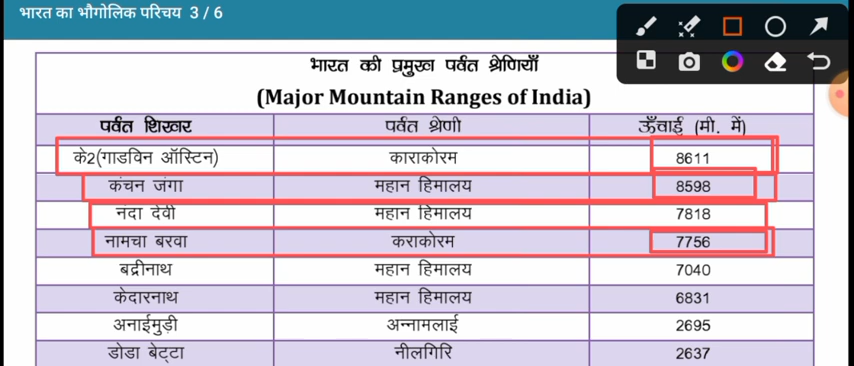 भारत का भौगोलिक परिचय 3 / 6
भारत की प्रमुख पर्वत श्रेणियाँ
(Major Mountain Ranges of India)
पर्वत शिखर पर्वत श्रेणी ऊँचाई (मी. में)
के2(गाडविन ऑस्टिन) काराकोरम 8611
कंचन जंगा महान हिमालय 8598
नदा देवी महान हिमालय 7818
नामचा बरवा कराकोरम 7756
बद्रीनाथ महान हिमालय 7040
केदारनाथ महान हिमालय 6831
अनाईमुड़ी अन्नामलाई 2695
डोडा बेट्टा नीलगिरि 2637